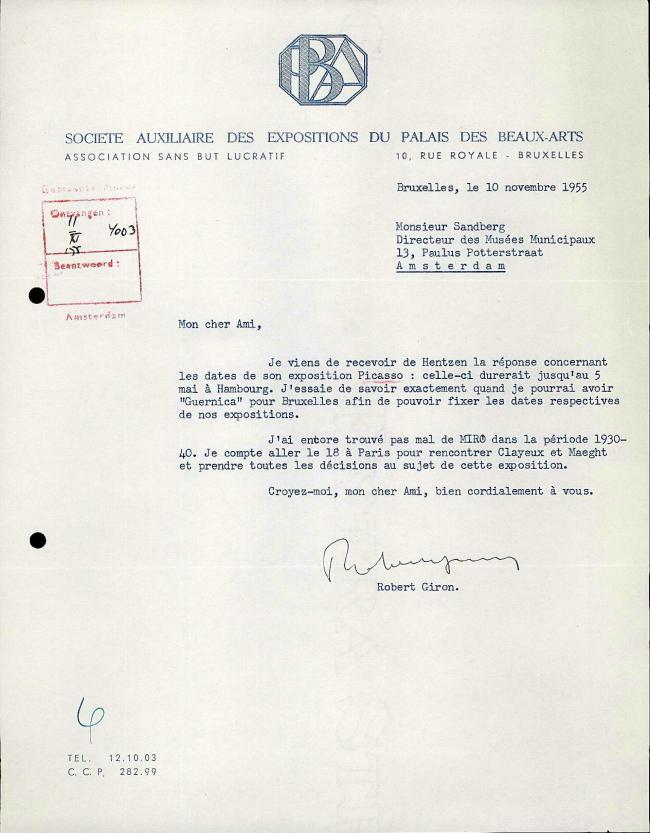 PBA
SOCIETE AUXILIAIRE DES EXPOSITIONS DU PALAIS DES BEAUX-ARTS
ASSOCIATION SANS BUT LUCRATIF 10, RUE ROYALE - BRUXELLES
Bruxelles, le 10 novembre 1955
Ontvangen :
11
XI
'55
4003
Beantwoord :
Amsterdam
Monsieur Sandberg
Directeur des Musées Municipaux
13, Paulus Potterstraat
Amsterdam
Mon cher Ami,
Je viens de recevoir de Hentzen la réponse concernant
les dates de son exposition Picasso : celle-ci durerait jusqu'au 5
mai à Hambourg. J'essaie de savoir exactement quand je pourrai avoir
"Guernica" pour Bruxelles afin de pouvoir fixer les dates respectives
de nos expositions.
J'ai entore trouvé pas mal de MIRO dans la période 1930-
40. Je compte aller le 18 à Paris pour rencontrer Clayeux et Maeght
et prendre toutes les décisions au sujet de cette exposition.
Croyez-moi, mon cher Ami, bien cordialement à vous.
Robert Giron.
TEL. 12.10.03
C. C. P. 282.99